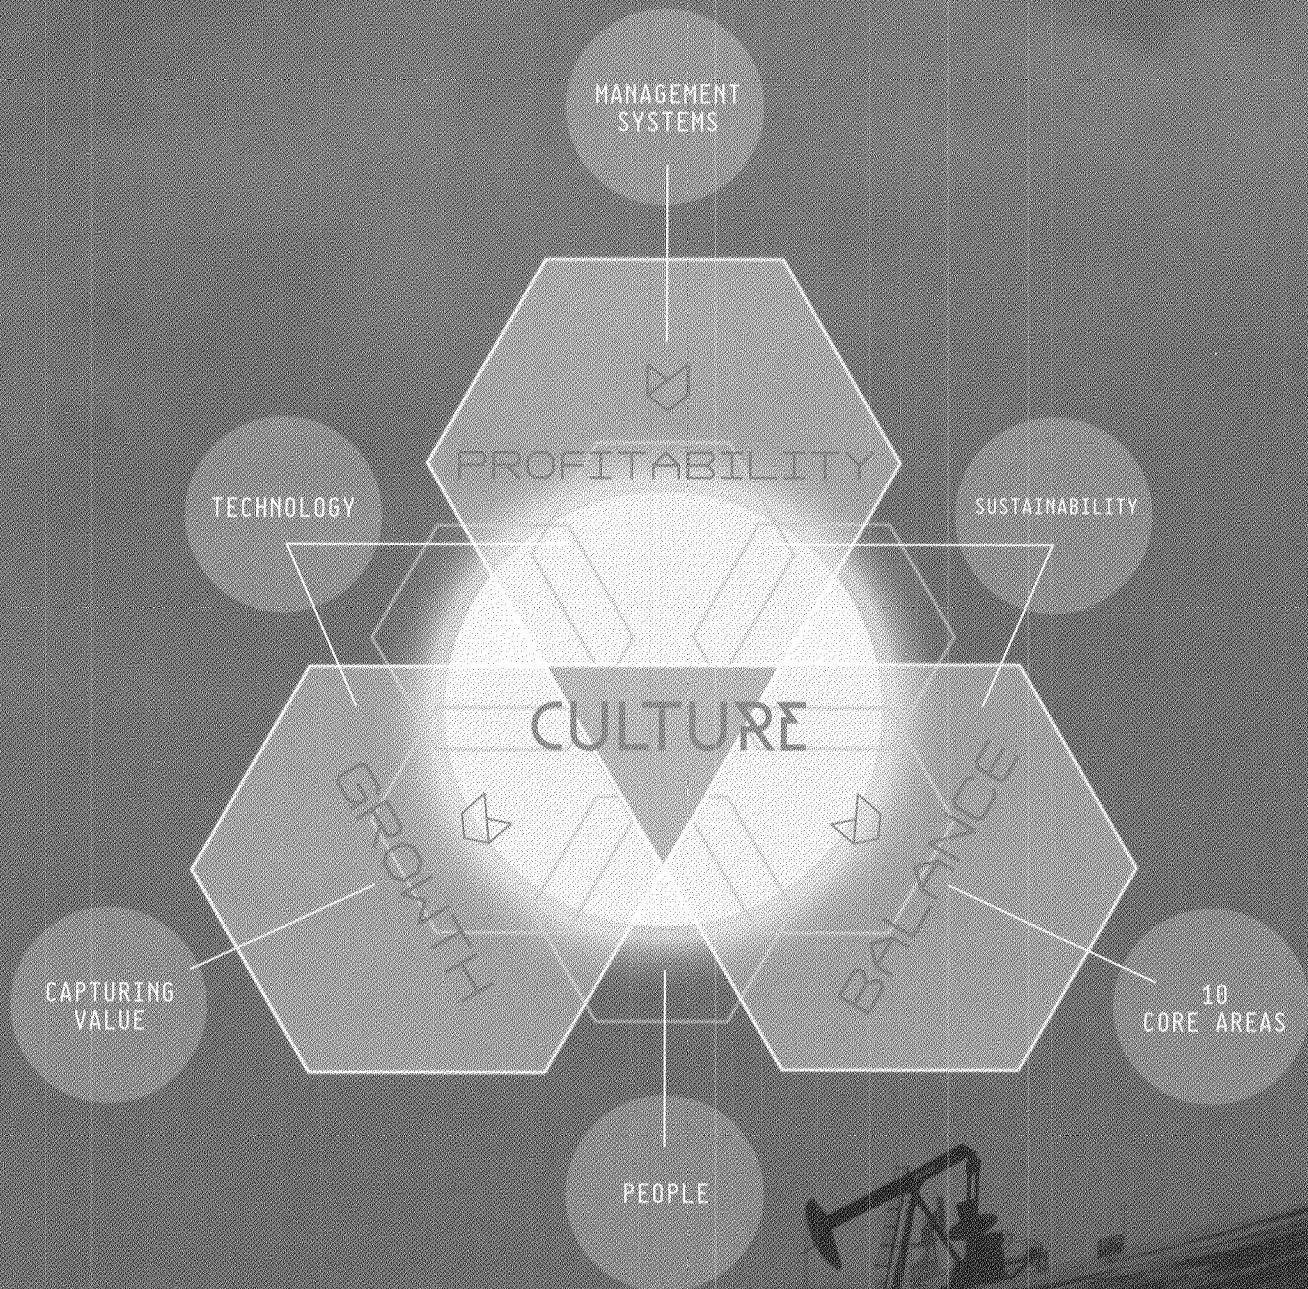 MANAGEMENT
SYSTEMS
PROFITABILITY
TECHNOLOGY
SUSTAINABILITY
CULTURE
GROWTH
BALANCE
CAPTURING
VALUE
10
CORE AREAS
PEOPLE